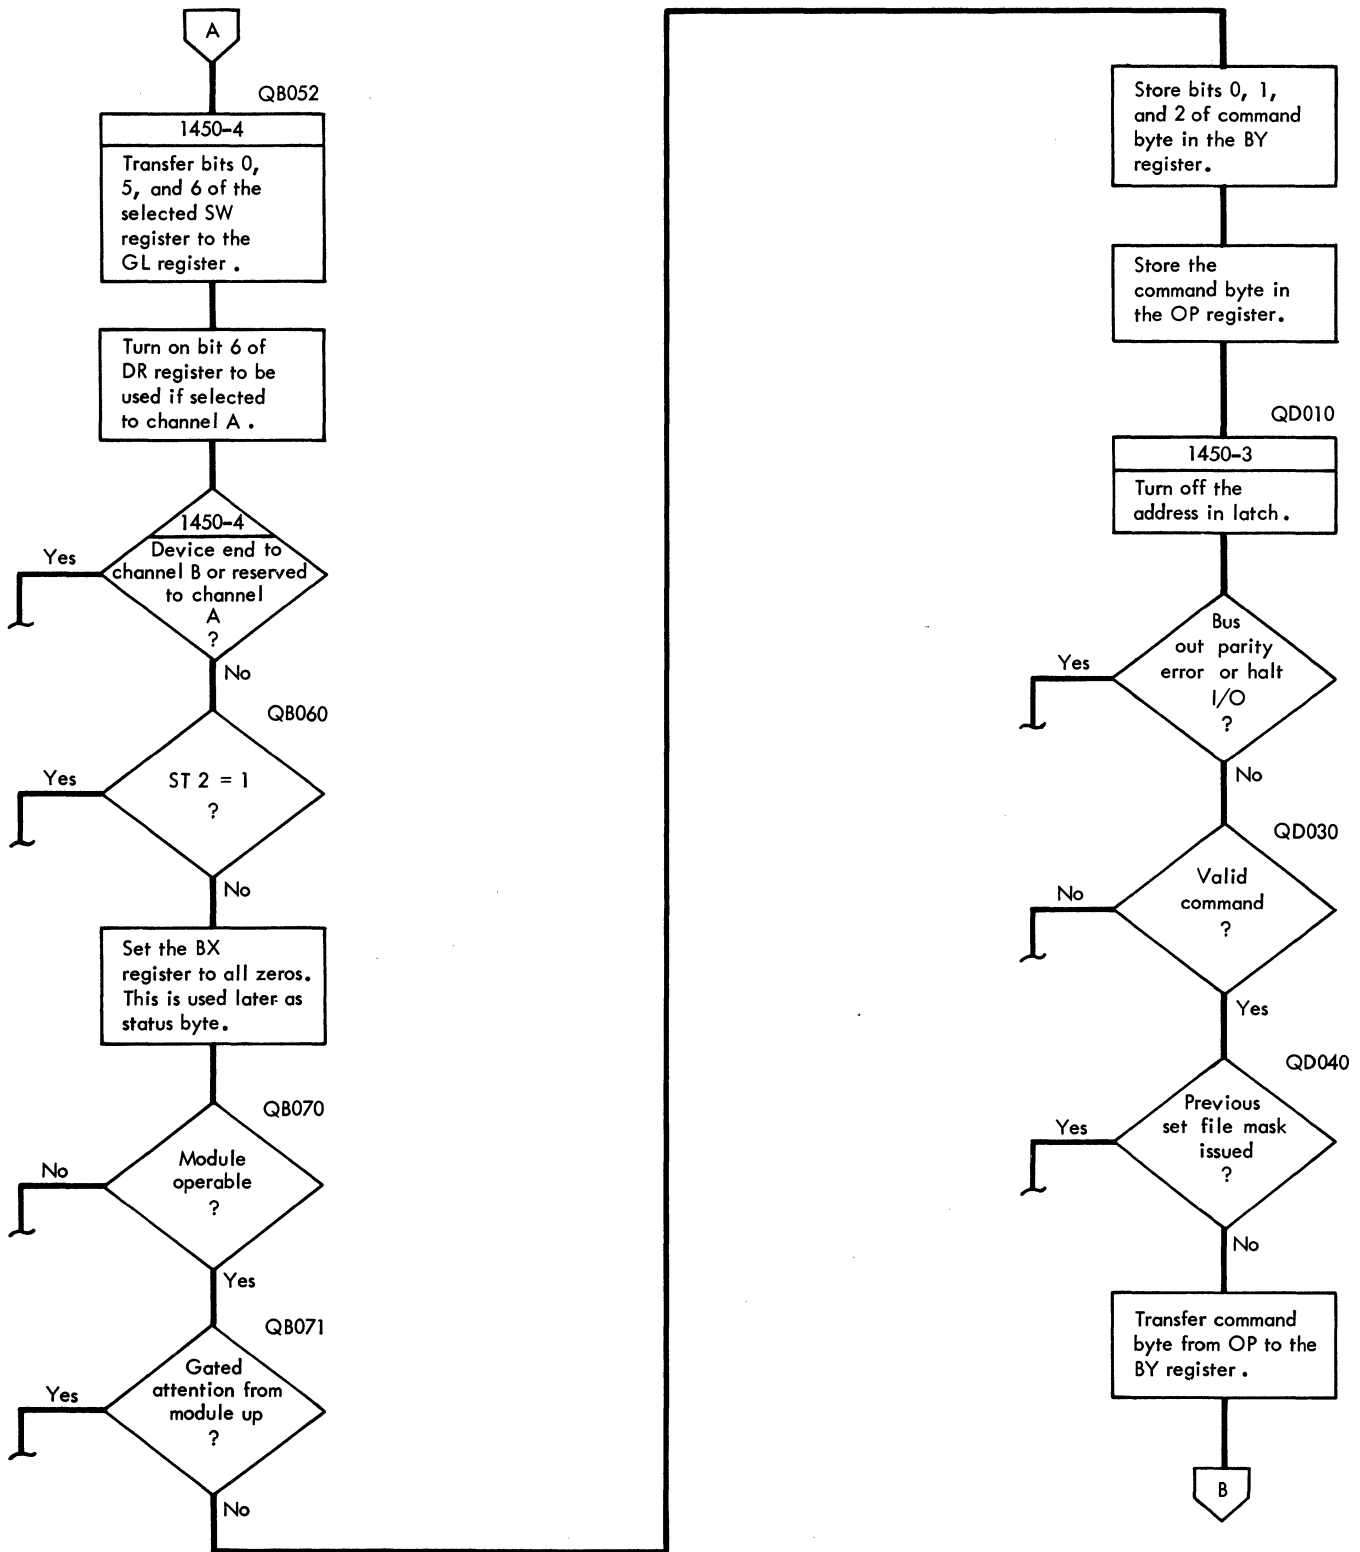 A
QB052
1450-4
Transfer bits 0,
5, and 6 of the
selected SW
register to the
GL register .
Turn on bit 6 of
DR register to be
used if selected
to channel A .
1450-4
Yes
Device end to
channel B or reserved
to channel
A
?
No
QB060
Yes
ST 2 = 1
?
No
Set the BX
register to all zeros.
This is used later as
status byte.
QB070
No
Module
operable
?
Yes
QB071
Yes
Gated
attention from
module up
?
No
Store bits 0, 1,
and 2 of command
byte in the BY
register.
Store the
command byte in
the OP register.
QD010
1450-3
Turn off the
address in latch .
Yes
Bus
out parity
error or halt
I/O
?
No
QD030
No
Valid
command
?
Yes
QD040
Yes
Previous
set file mask
issued
?
No
Transfer command
byte from OP to the
BY register .
B